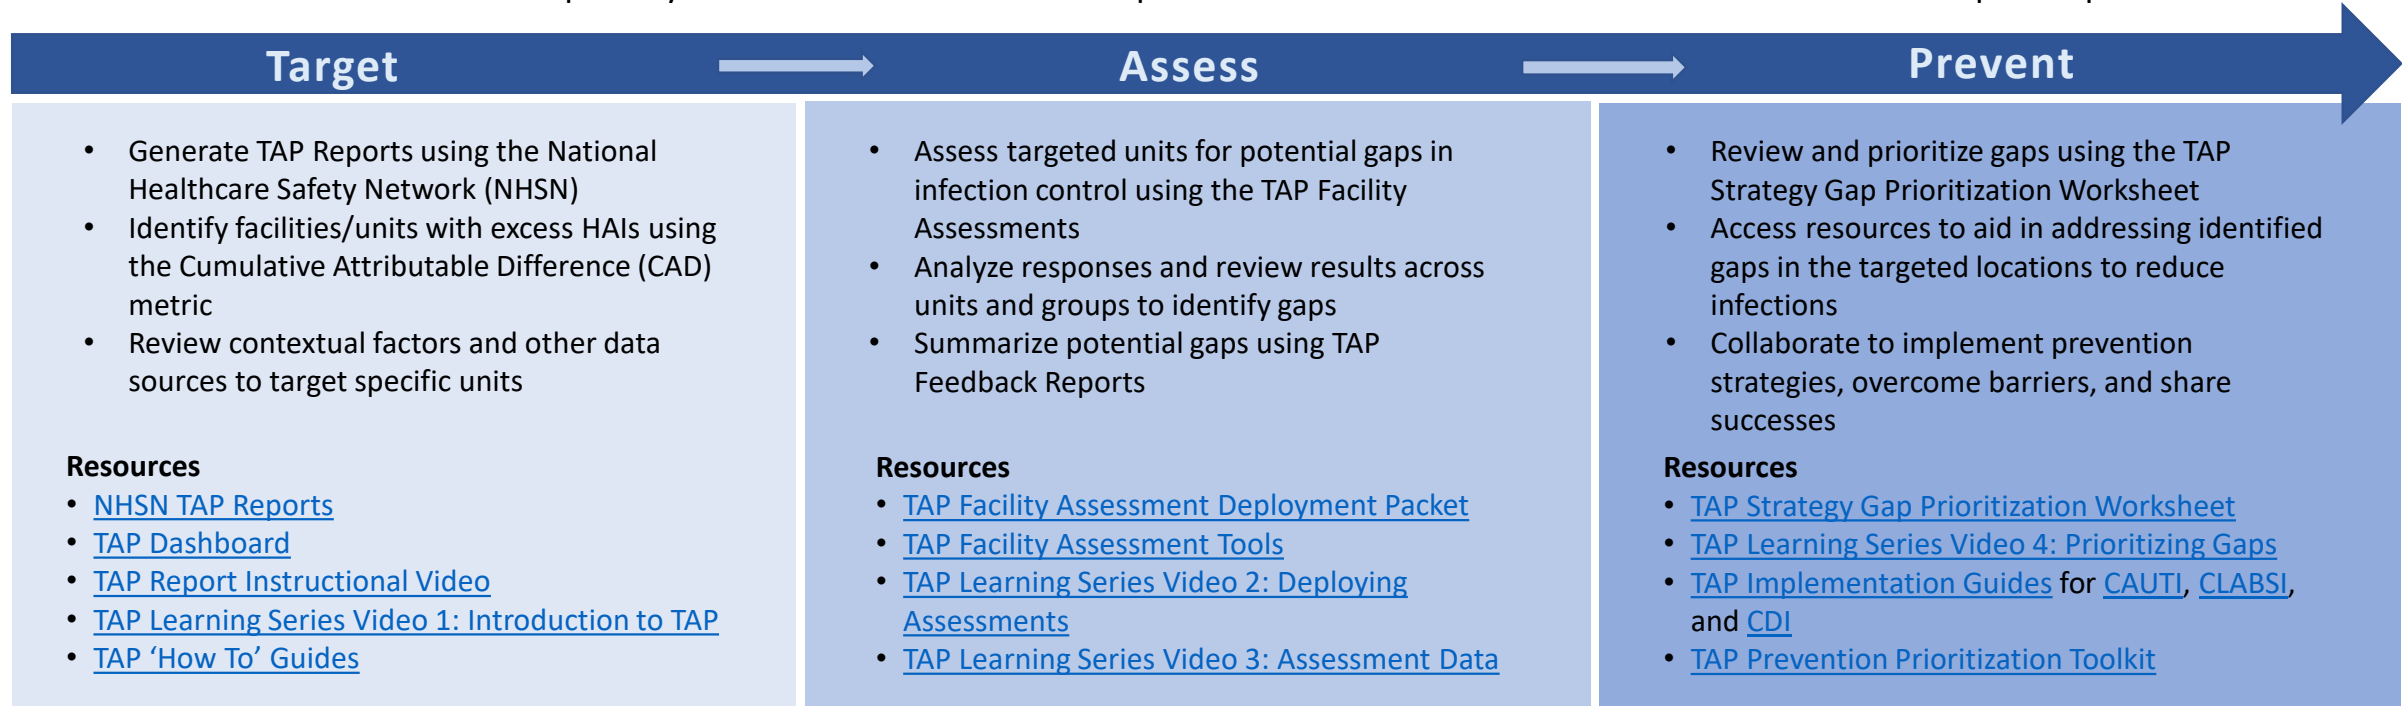 Target
Assess
Prevent
• Generate TAP Reports using the National
Healthcare Safety Network (NHSN)
• Identify facilities/units with excess HAIs using
the Cumulative Attributable Difference (CAD)
metric
• Review contextual factors and other data
sources to target specific units
Resources
• NHSN TAP Reports
• TAP Dashboard
• TAP Report Instructional Video
• TAP Learning Series Video 1: Introduction to TAP
• TAP ‘How To’ Guides
• Assess targeted units for potential gaps in
infection control using the TAP Facility
Assessments
• Analyze responses and review results across
units and groups to identify gaps
• Summarize potential gaps using TAP
Feedback Reports
Resources
• TAP Facility Assessment Deployment Packet
• TAP Facility Assessment Tools
• TAP Learning Series Video 2: Deploying
Assessments
• TAP Learning Series Video 3: Assessment Data
• Review and prioritize gaps using the TAP
Strategy Gap Prioritization Worksheet
• Access resources to aid in addressing identified
gaps in the targeted locations to reduce
infections
• Collaborate to implement prevention
strategies, overcome barriers, and share
successes
Resources
• TAP Strategy Gap Prioritization Worksheet
• TAP Learning Series Video 4: Prioritizing Gaps
• TAP Implementation Guides for CAUTI, CLABSI,
and CDI
• TAP Prevention Prioritization Toolkit